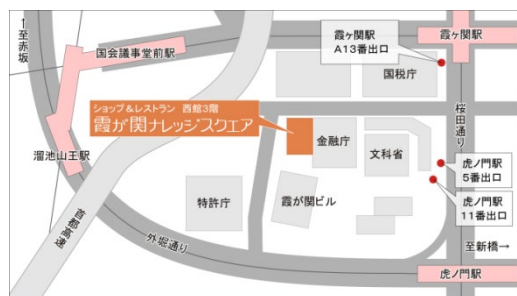 ↑至赤坂
国会議事堂前駅
霞ヶ関駅
A13番出口
霞ヶ関駅
国税庁
ショップ&レストラン 西館3階
霞が関ナレッジスクエア
桜田通り
溜池山王駅
金融庁
文科省
虎ノ門駅
5番出口
特許庁
霞が関ビル
虎ノ門駅
11番出口
首都高速
外堀通り
至新橋→
虎ノ門駅